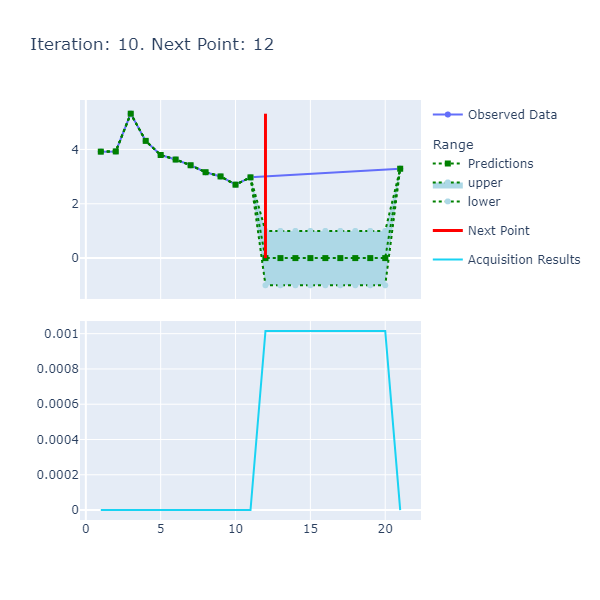 Iteration: 10. Next Point: 12
Observed Data
Range
Predictions
upper
lower
Next Point
Acquisition Results
4
2
0
0.001
0.0008
0.0006
0.0004
0.0002
0
0 5 10 15 20